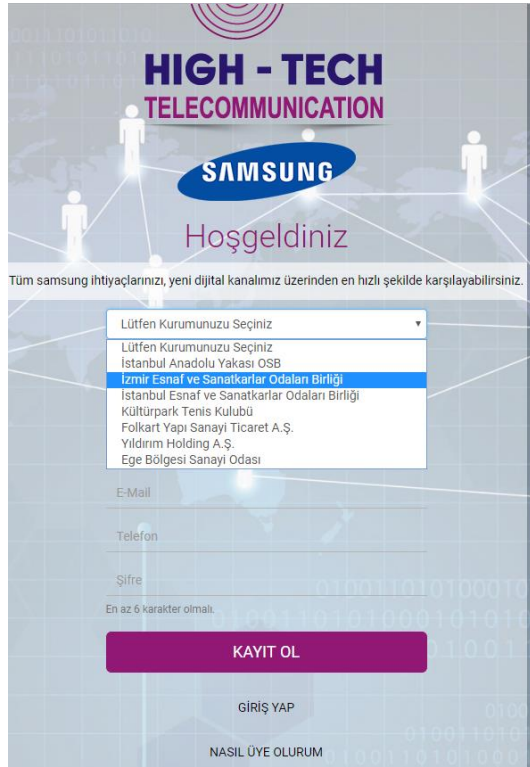 HIGH - TECH
TELECOMMUNICATION
SAMSUNG
Hoşgeldiniz
Tüm samsung ihtiyaçlarınızı, yeni dijital kanalımız üzerinden en hızlı şekilde karşılayabilirsiniz.
Lütfen Kurumunuzu Seçiniz
Lütfen Kurumunuzu Seçiniz
İstanbul Anadolu Yakası OSB
İzmir Esnaf ve Sanatkarlar Odaları Birliği
İstanbul Esnaf ve Sanatkarlar Odaları Birliği
Kültürpark Tenis Kulubü
Folkart Yapı Sanayi Ticaret A.Ş.
Yıldırım Holding A.Ş.
Ege Bölgesi Sanayi Odası
E-Mail
Telefon
Şifre
En az 6 karakter olmalı.
KAYIT OL
GİRİŞ YAP
NASIL ÜYE OLURUM